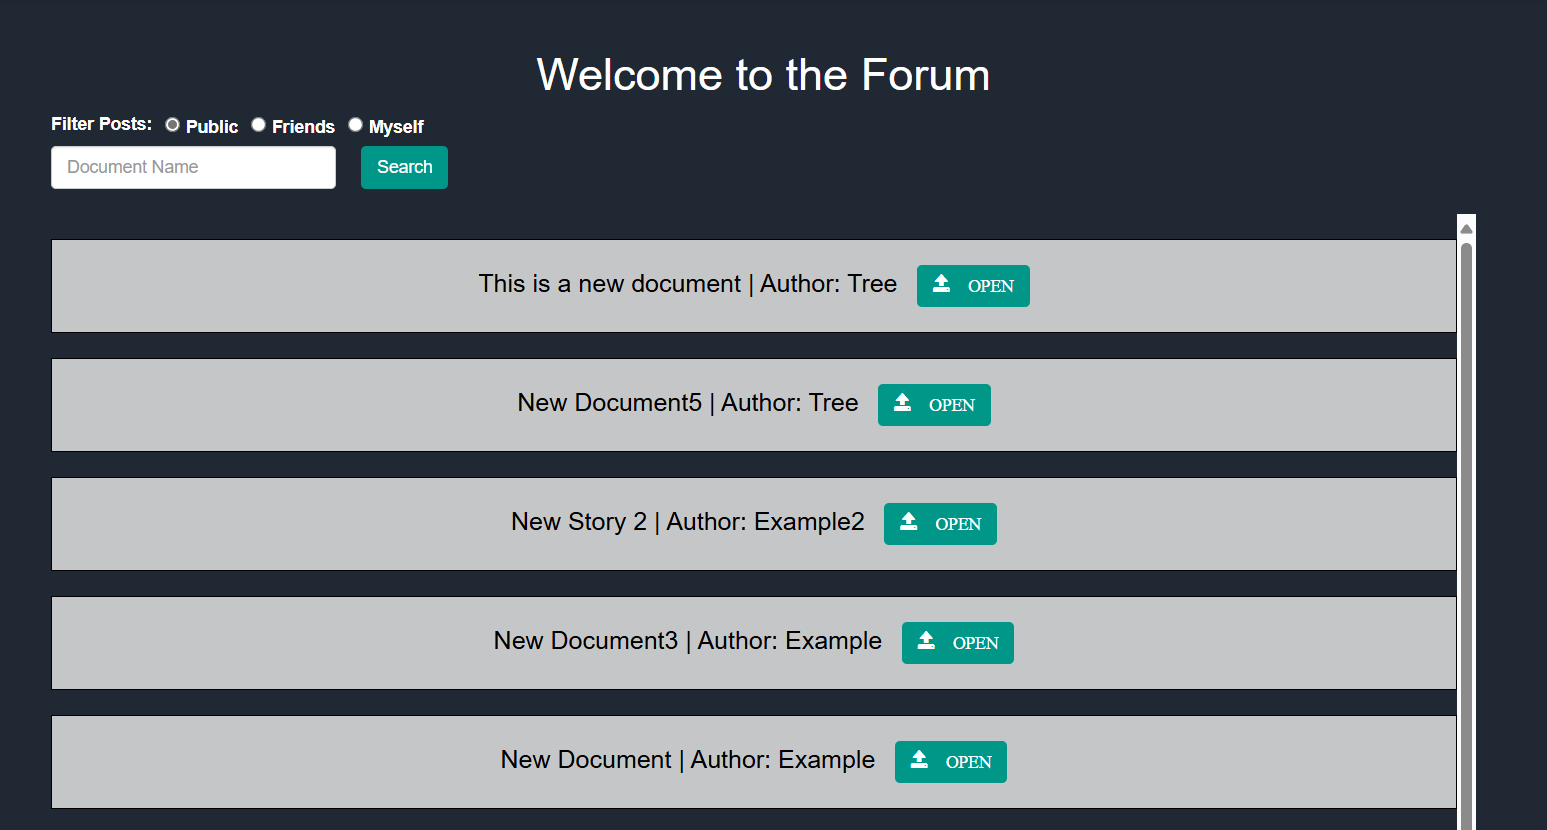 Welcome to the Forum
Filter Posts: Public Friends Myself
Document Name Search
This is a new document | Author: Tree OPEN
New Document5 | Author: Tree OPEN
New Story 2 | Author: Example2 OPEN
New Document3 | Author: Example OPEN
New Document | Author: Example OPEN